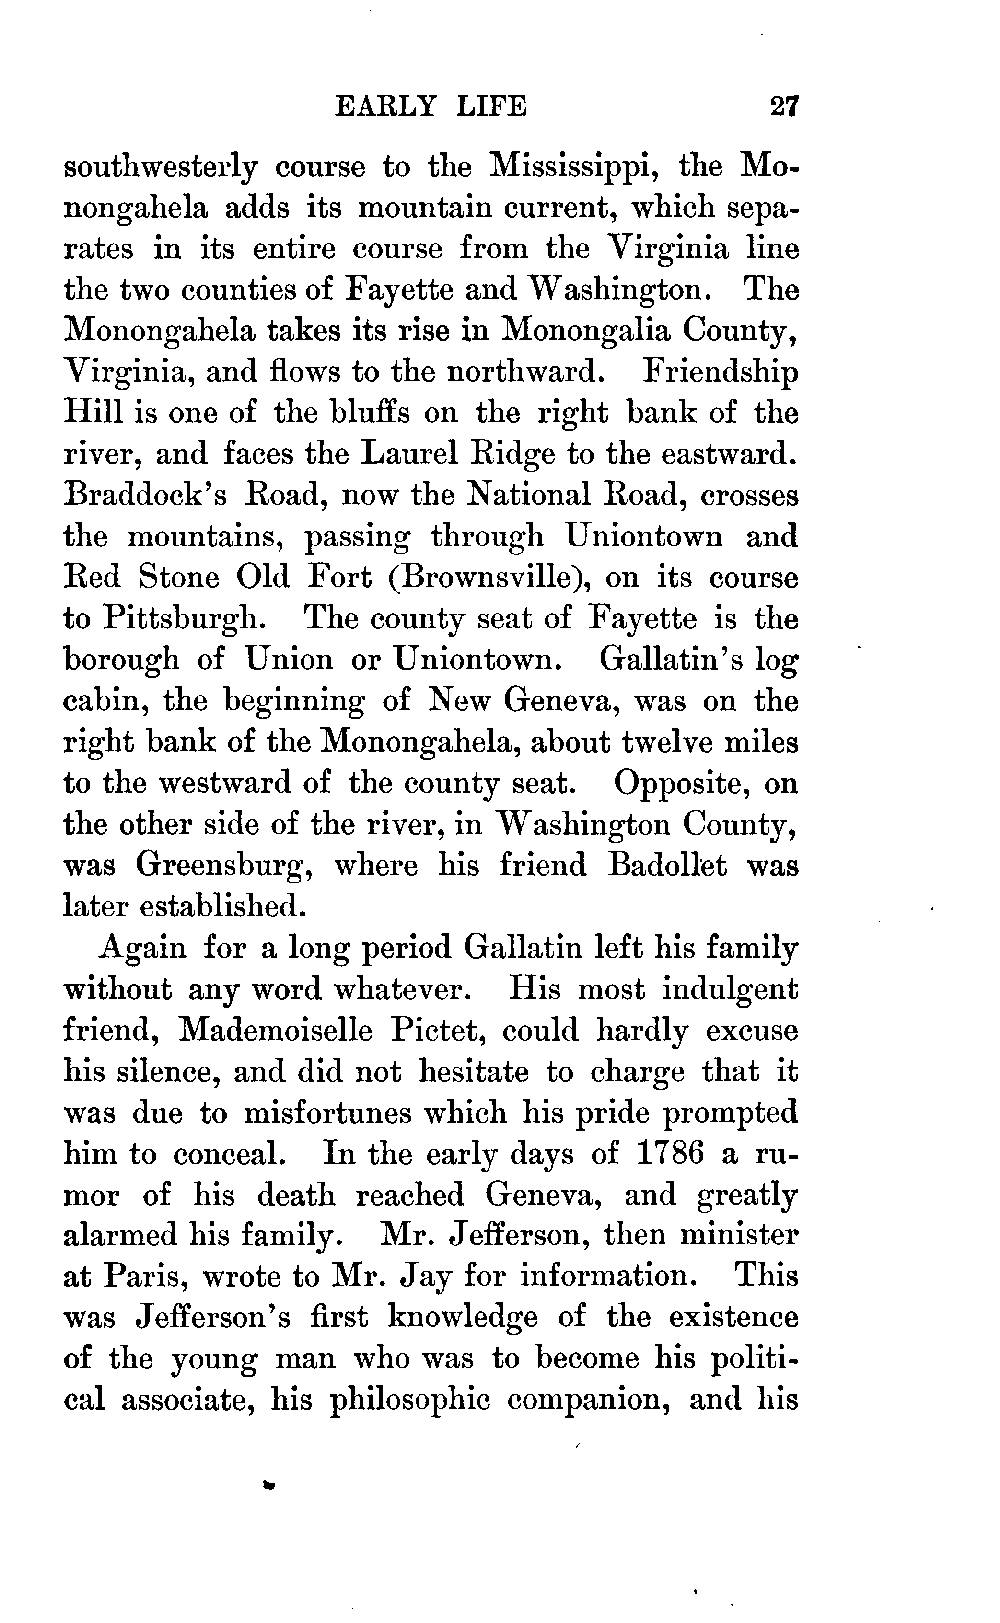 EARLY LIFE 27
southwesterly course to the Mississippi, the Mo-
nongahela adds its mountain current, which sepa-
rates in its entire course from the Virginia line
the two counties of Fayette and Washington. The
Monongahela takes its rise in Monongalia County,
Virginia, and flows to the northward. Friendship
Hill is one of the bluffs on the right bank of the
river, and faces the Laurel Ridge to the eastward.
Braddock's Road, now the National Road, crosses
the mountains, passing through Uniontown and
Red Stone Old Fort (Brownsville), on its course
to Pittsburgh. The county seat of Fayette is the
borough of Union or Uniontown. Gallatin's log
cabin, the beginning of New Geneva, was on the
right bank of the Monongahela, about twelve miles
to the westward of the county seat. Opposite, on
the other side of the river, in Washington County,
was Greensburg, where his friend Badollet was
later established.
Again for a long period Gallatin left his family
without any word whatever. His most indulgent
friend, Mademoiselle Pictet, could hardly excuse
his silence, and did not hesitate to charge that it
was due to misfortunes which his pride prompted
him to conceal. In the early days of 1786 a ru-
mor of his death reached Geneva, and greatly
alarmed his family. Mr. Jefferson, then minister
at Paris, wrote to Mr. Jay for information. This
was Jefferson's first knowledge of the existence
of the young man who was to become his politi-
cal associate, his philosophic companion, and his